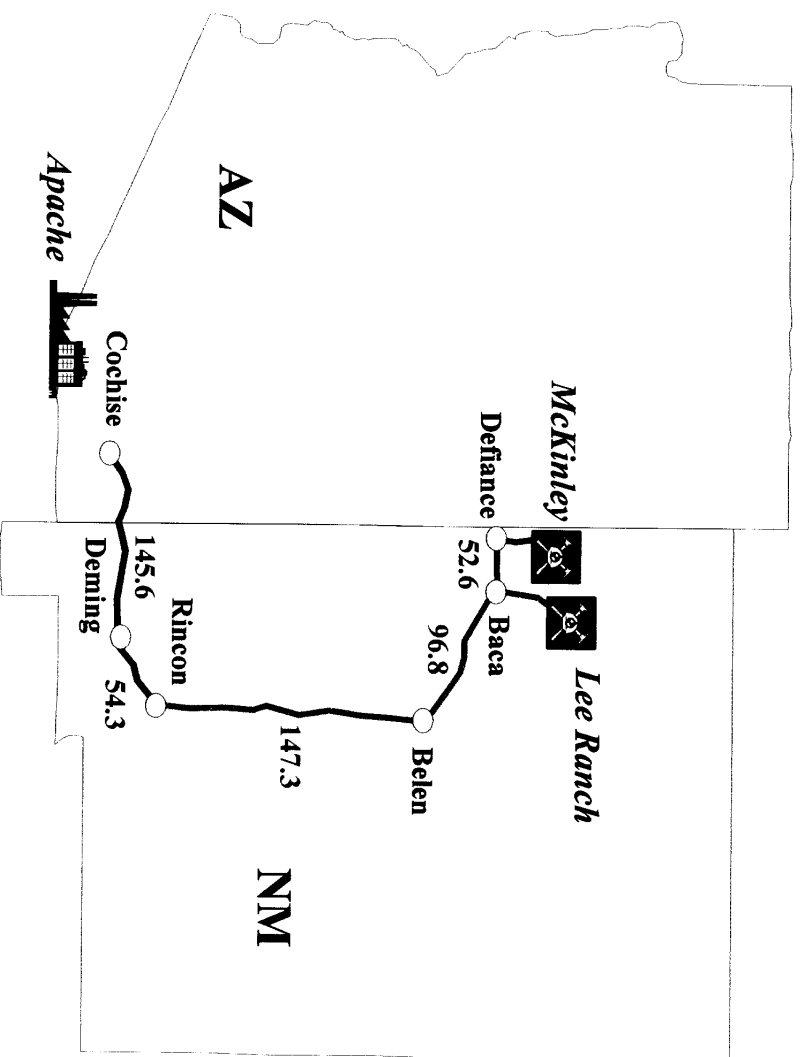 McKinley
Lee Ranch
Defiance
52.6
Baca
96.8
Belen
AZ
NM
147.3
Rincon
Cochise
145.6
Deming
54.3
Apache